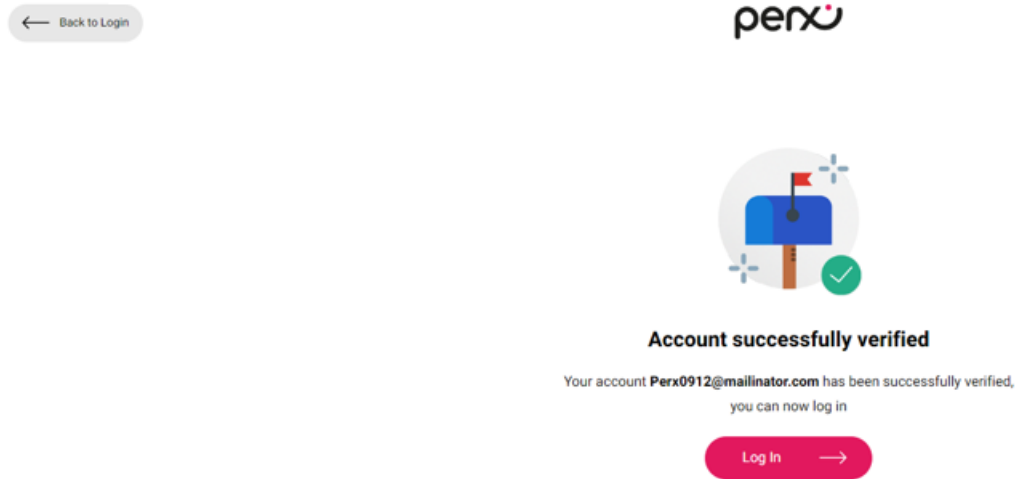 Back to Login
perx
Account successfully verified
Your account Perx0912@mailinator.com has been successfully verified,
you can now log in
Log In